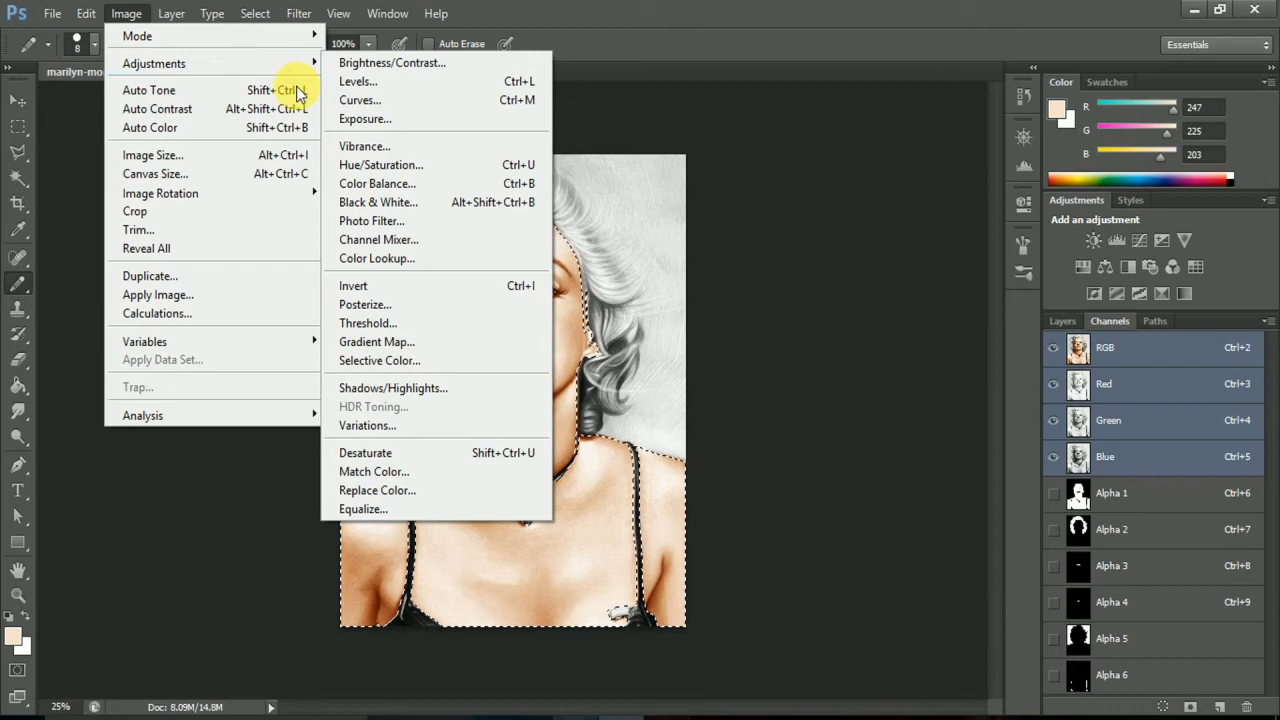 Ps File Edit Image Layer Type Select Filter View Window Help
8 100% Auto Erase Essentials
marilyn-mo
Mode
Adjustments
Auto Tone
Auto Contrast
Auto Color Shift+Ctrl+B
Image Size... Alt+Ctrl+I
Canvas Size... Alt+Ctrl+C
Image Rotation
Crop
Trim...
Reveal All
Duplicate...
Apply Image...
Calculations...
Variables
Apply Data Set...
Trap...
Analysis
Brightness/Contrast...
Levels... Ctrl+L
Curves... Ctrl+M
Exposure...
Vibrance...
Hue/Saturation... Ctrl+U
Color Balance... Ctrl+B
Black & White... Alt+Shift+Ctrl+B
Photo Filter...
Channel Mixer...
Color Lookup...
Invert Ctrl+I
Posterize...
Threshold...
Gradient Map...
Selective Color...
Shadows/Highlights...
HDR Toning...
Variations...
Desaturate Shift+Ctrl+U
Match Color...
Replace Color...
Equalize...
Color Swatches
R 247
G 225
B 203
Adjustments Styles
Add an adjustment
Layers Channels Paths
RGB Ctrl+2
Red Ctrl+3
Green Ctrl+4
Blue Ctrl+5
Alpha 1 Ctrl+6
Alpha 2 Ctrl+7
Alpha 3 Ctrl+8
Alpha 4 Ctrl+9
Alpha 5
Alpha 6
25% Doc: 8.09M/14.8M